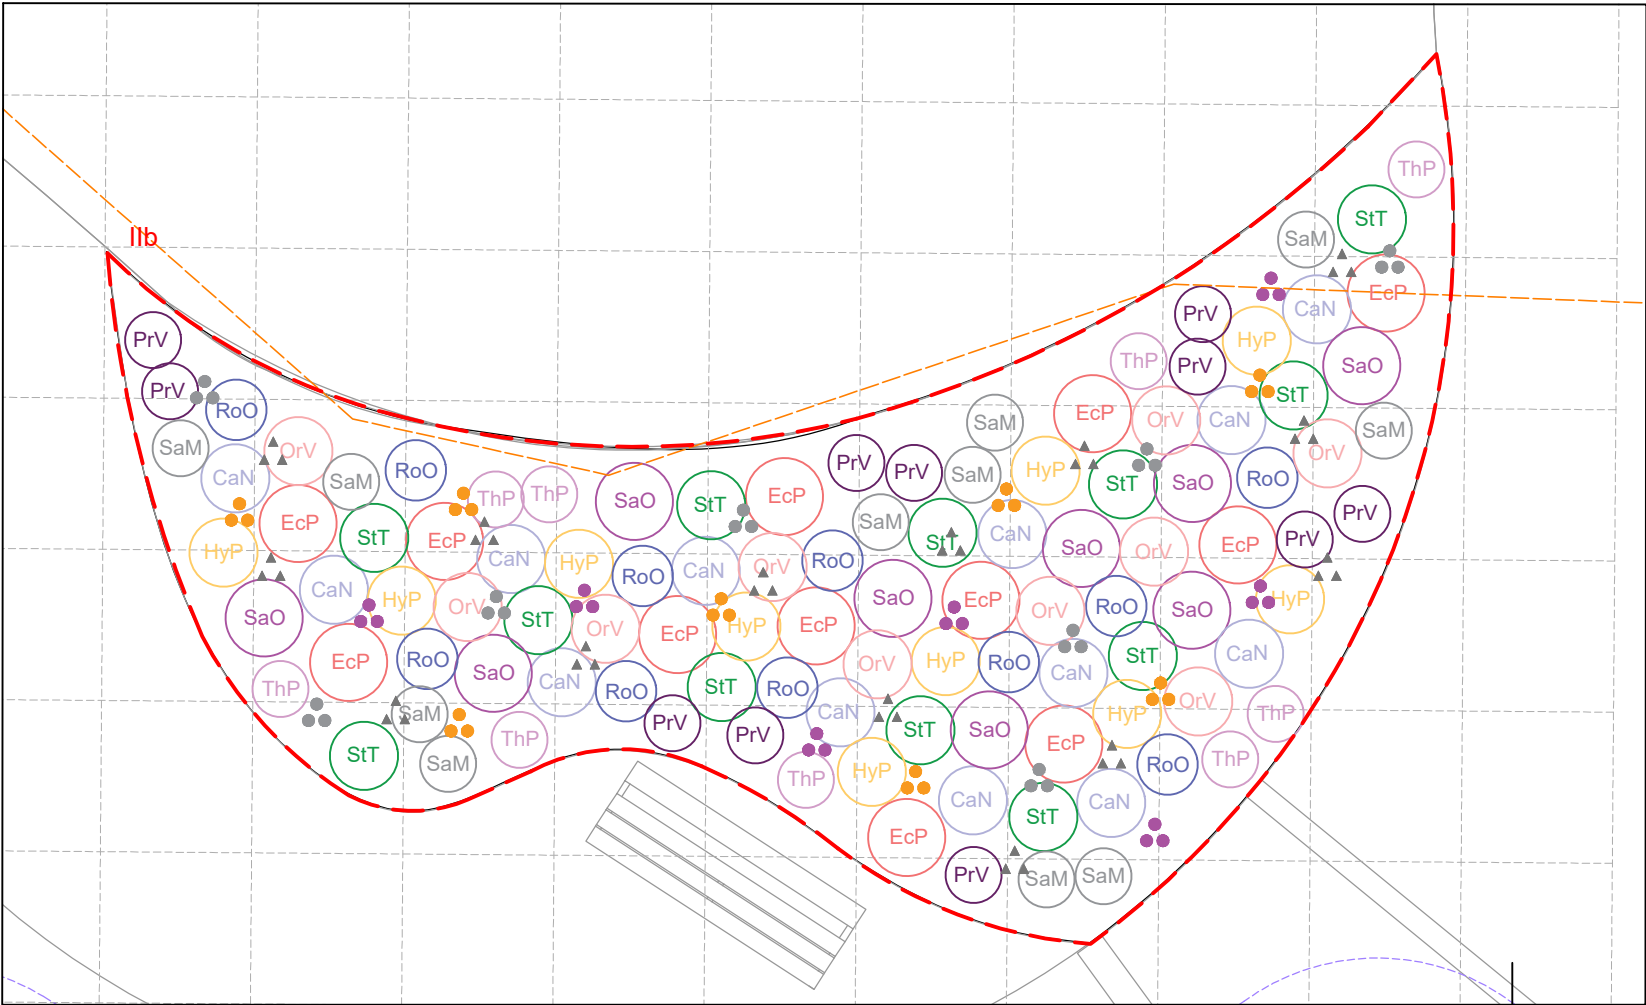 ThP
StT
IIb
SaM
EcP
CaN
PrV
PrV
HyP
ThP
PrV
SaO
PrV
StT
RoO
EcP
OrV
CaN
SaM
SaM
SaM
OrV
OrV
PrV
PrV
SaM
HyP
RoO
CaN
SaM
StT
SaO
RoO
ThP
ThP
SaO
StT
EcP
PrV
HyP
EcP
StT
EcP
SaM
StT
CaN
SaO
OrV
EcP
PrV
CaN
HyP
RoO
CaN
OrV
RoO
CaN
HyP
OrV
StT
SaO
EcP
OrV
RoO
SaO
HyP
SaO
OrV
EcP
HyP
EcP
EcP
RoO
SaO
CaN
RoO
OrV
HyP
RoO
CaN
StT
CaN
ThP
SaM
StT
RoO
PrV
CaN
HyP
OrV
ThP
StT
SaM
ThP
PrV
StT
SaO
EcP
RoO
ThP
ThP
HyP
CaN
CaN
EcP
StT
PrV
SaM
SaM